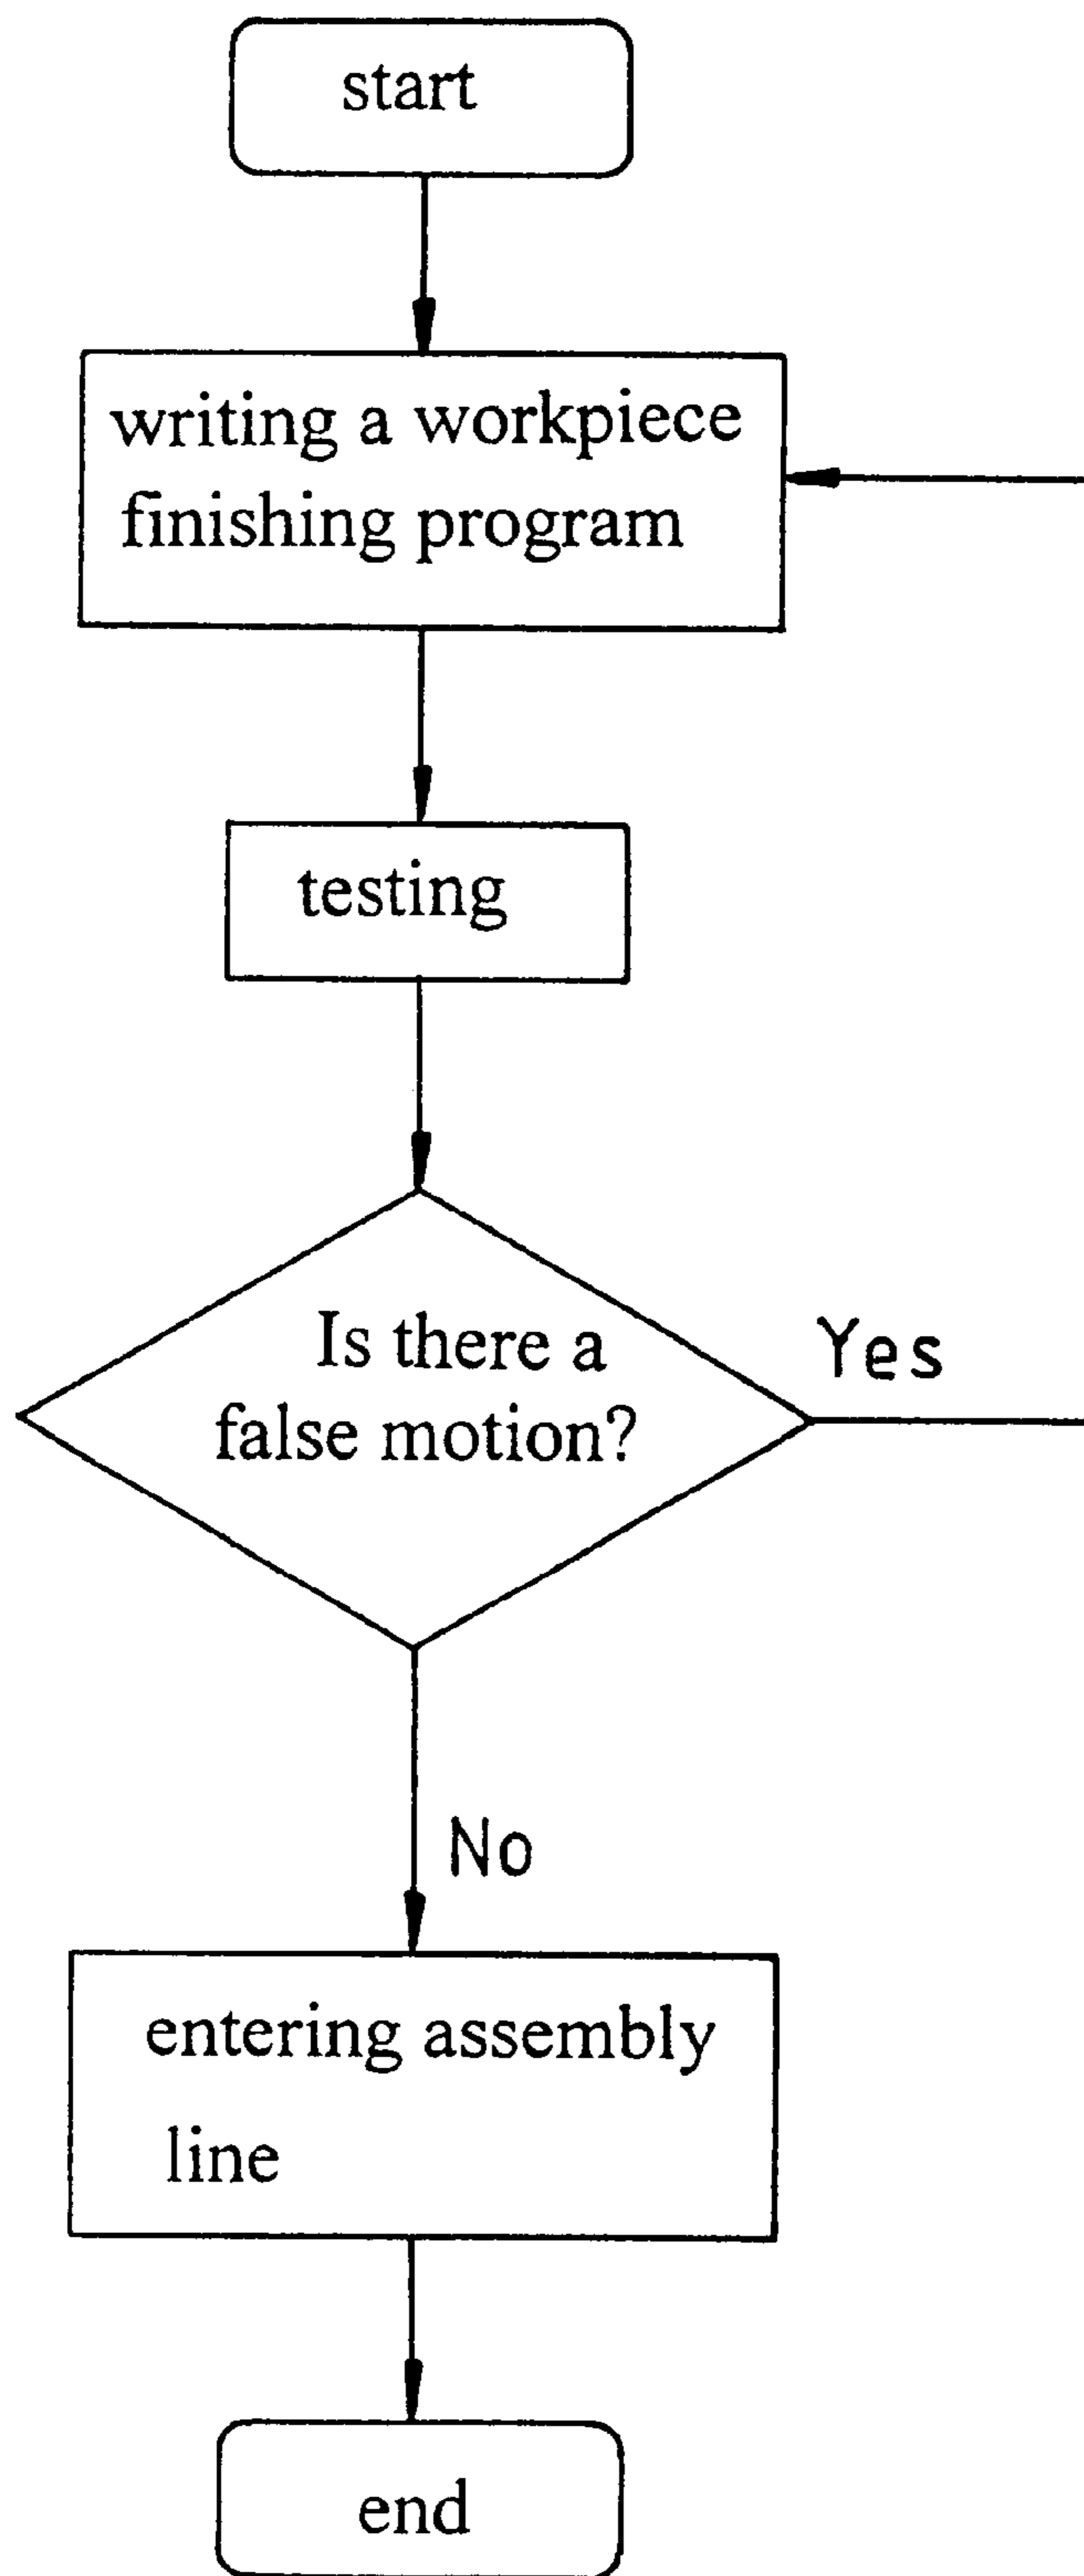 start
writing a workpiece
finishing program
testing
Is there a
false motion?
Yes
No
entering assembly
line
end